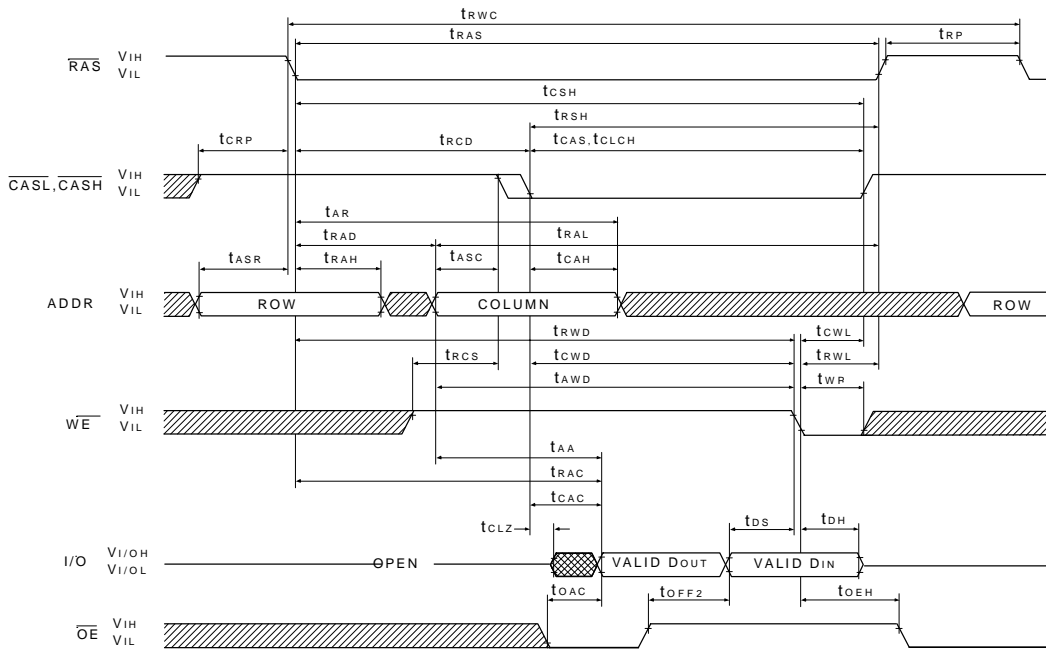 tRWC
tRAS
tRP
RAS VIH
VIL
tCSH
tRSH
tCRP
tRCD
tCAS,tCLCH
CASL,CASH VIH
VIL
tAR
tRAD
tRAL
tASR
tRAH
tASC
tCAH
ADDR VIH
VIL
ROW
COLUMN
ROW
tRWD
tCWL
tRCS
tCWD
tRWL
tAWD
tWP
WE VIH
VIL
tAA
tRAC
tCAC
tCLZ
tDS
tDH
I/O VI/OH
VI/OL
OPEN
VALID DOUT
VALID DIN
tOAC
tOFF2
tOEH
OE VIH
VIL